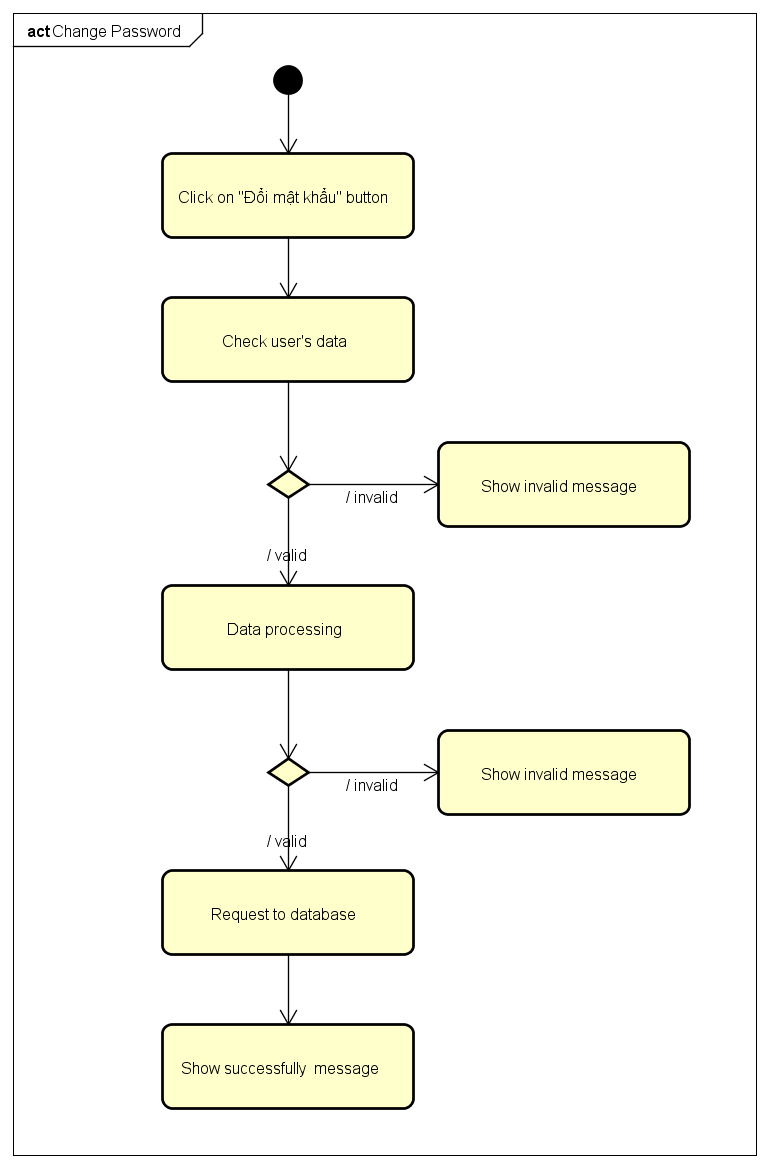 act Change Password
Click on "Đổi mật khẩu" button
Check user's data
/ invalid
Show invalid message
/ valid
Data processing
/ invalid
Show invalid message
/ valid
Request to database
Show successfully  message